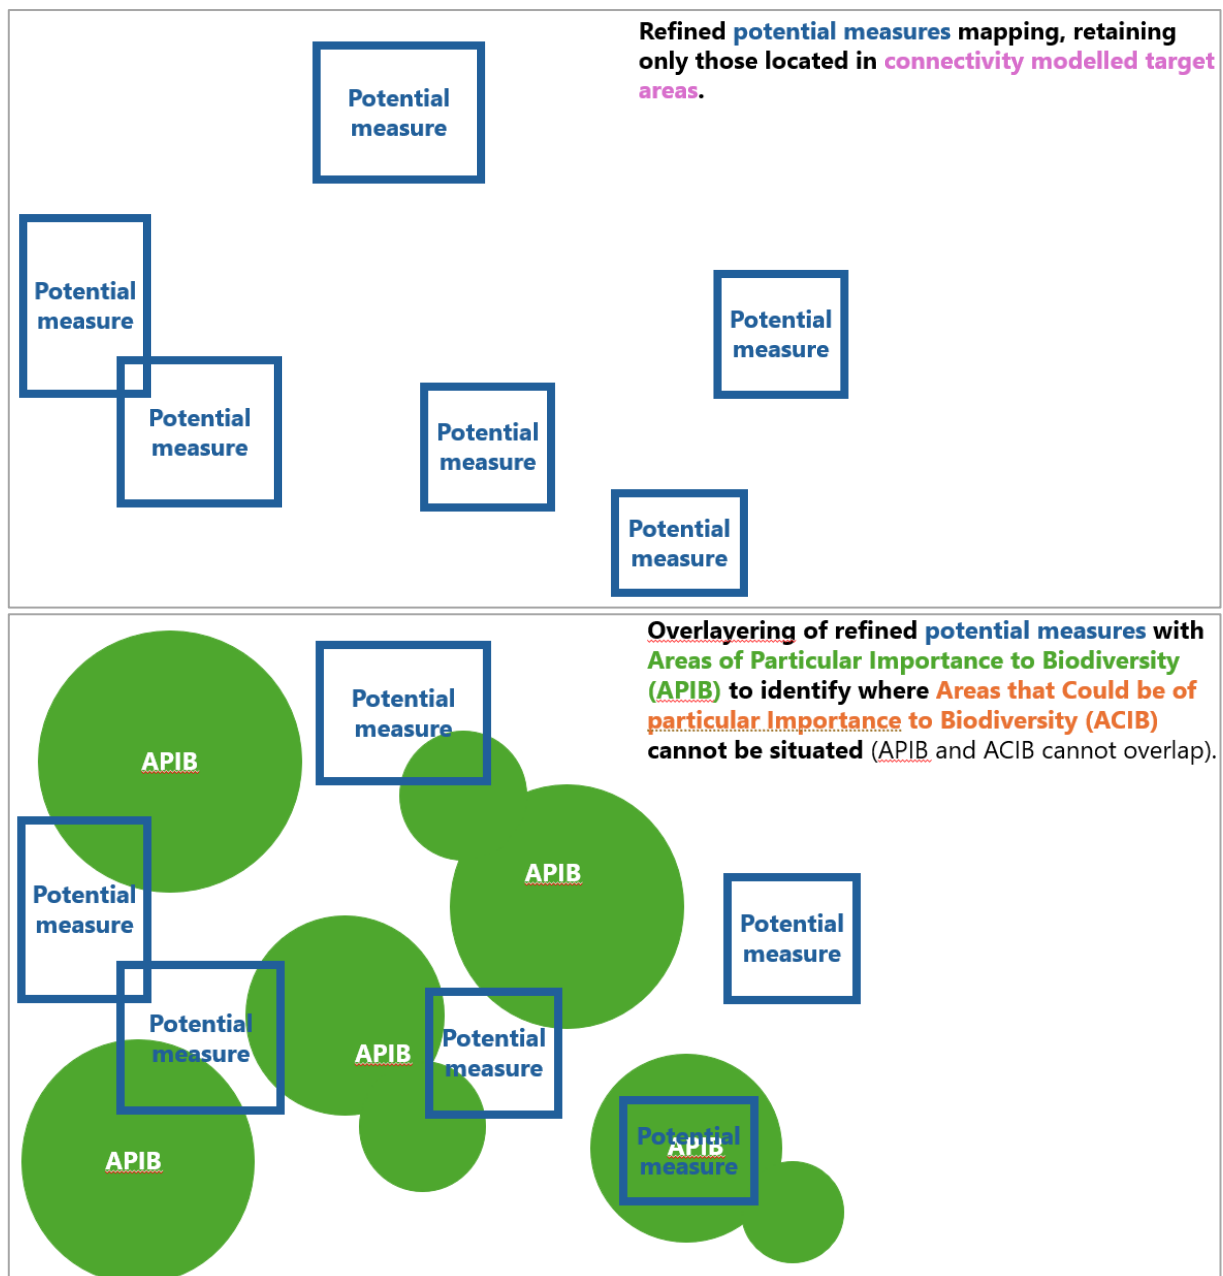 Refined potential measures mapping, retaining
only those located in connectivity modelled target
areas.
Potential
measure
Potential
measure
Potential
measure
Potential
measure
Potential
measure
Potential
measure
Overlayering of refined potential measures with
Areas of Particular Importance to Biodiversity
(APIB) to identify where Areas that Could be of
particular Importance to Biodiversity (ACIB)
cannot be situated (APIB and ACIB cannot overlap).
Potential
measure
APIB
APIB
Potential
measure
Potential
measure
Potential
measure
APIB
Potential
measure
APIB
Potential
APIB
measure